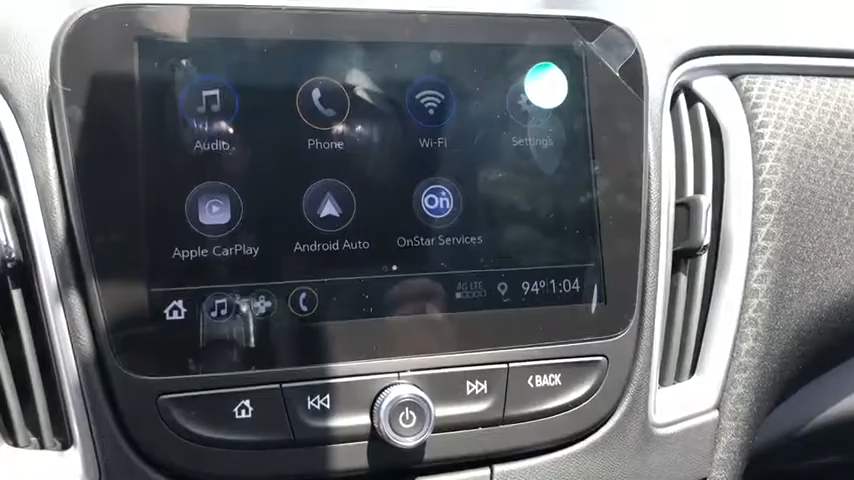 Audio Phone Wi-Fi Settings
Apple CarPlay Android Auto OnStar Services
On
4G LTE
94° 1:04
BACK